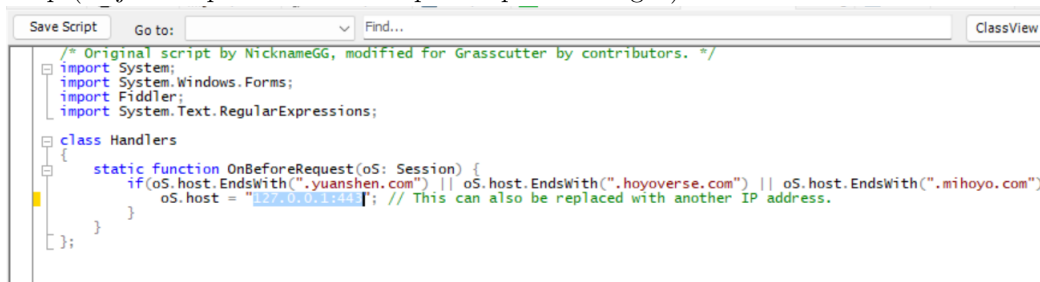 Save Script Go to: Find... ClassView
/* Original script by NicknameGG, modified for Grasscutter by contributors. */
import System;
import System.Windows.Forms;
import Fiddler;
import System.Text.RegularExpressions;
class Handlers
{
static function OnBeforeRequest(oS: Session) {
if(oS.host.EndsWith(".yuanshen.com") || oS.host.EndsWith(".hoyoverse.com") || oS.host.EndsWith(".mihoyo.com")
oS.host = "127.0.0.1:443"; // This can also be replaced with another IP address.
}
}
};